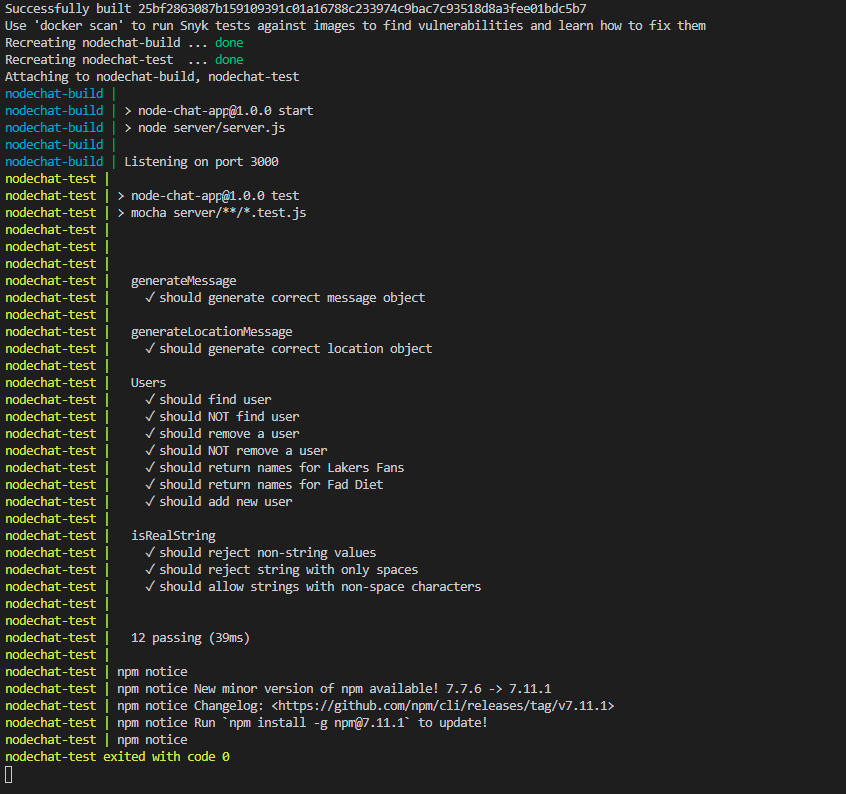 Successfully built 25bf2863087b159109391c01a16788c233974c9bac7c93518d8a3fee01bdc5b7
Use 'docker scan' to run Snyk tests against images to find vulnerabilities and learn how to fix them
Recreating nodechat-build ... done
Recreating nodechat-test  ... done
Attaching to nodechat-build, nodechat-test
nodechat-build |
nodechat-build | > node-chat-app@1.0.0 start
nodechat-build | > node server/server.js
nodechat-build |
nodechat-build | Listening on port 3000
nodechat-test |
nodechat-test | > node-chat-app@1.0.0 test
nodechat-test | > mocha server/**/*.test.js
nodechat-test |
nodechat-test |
nodechat-test |
nodechat-test |   generateMessage
nodechat-test |     ✓ should generate correct message object
nodechat-test |
nodechat-test |   generateLocationMessage
nodechat-test |     ✓ should generate correct location object
nodechat-test |
nodechat-test |   Users
nodechat-test |     ✓ should find user
nodechat-test |     ✓ should NOT find user
nodechat-test |     ✓ should remove a user
nodechat-test |     ✓ should NOT remove a user
nodechat-test |     ✓ should return names for Lakers Fans
nodechat-test |     ✓ should return names for Fad Diet
nodechat-test |     ✓ should add new user
nodechat-test |
nodechat-test |   isRealString
nodechat-test |     ✓ should reject non-string values
nodechat-test |     ✓ should reject string with only spaces
nodechat-test |     ✓ should allow strings with non-space characters
nodechat-test |
nodechat-test |
nodechat-test |   12 passing (39ms)
nodechat-test |
nodechat-test | npm notice
nodechat-test | npm notice New minor version of npm available! 7.7.6 -> 7.11.1
nodechat-test | npm notice Changelog: <https://github.com/npm/cli/releases/tag/v7.11.1>
nodechat-test | npm notice Run `npm install -g npm@7.11.1` to update!
nodechat-test | npm notice
nodechat-test exited with code 0